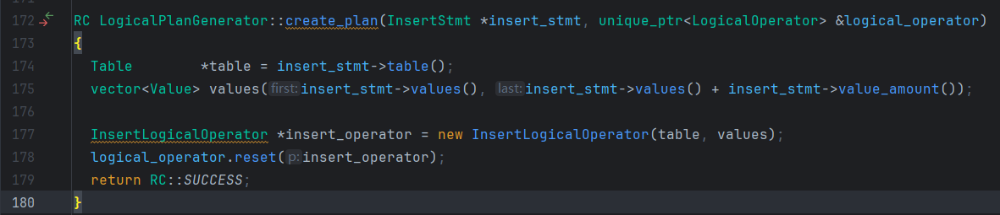 172 RC LogicalPlanGenerator::create_plan(InsertStmt *insert_stmt, unique_ptr<LogicalOperator> &logical_operator)
173 {
174   Table        *table = insert_stmt->table();
175   vector<Value> values(first: insert_stmt->values(), last: insert_stmt->values() + insert_stmt->value_amount());
176
177   InsertLogicalOperator *insert_operator = new InsertLogicalOperator(table, values);
178   logical_operator.reset(p: insert_operator);
179   return RC::SUCCESS;
180 }